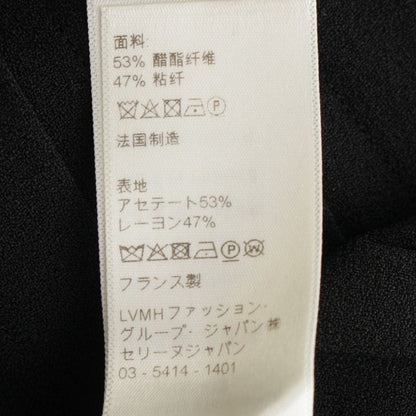 面料:
53% 醋酯纤维
47% 粘纤
P
法国制造
表地
アセテート53%
レーヨン47%
P W
フランス製
LVMHファッション・
グループ・ジャパン㈱
セリーヌジャパン
03 - 5414 - 1401